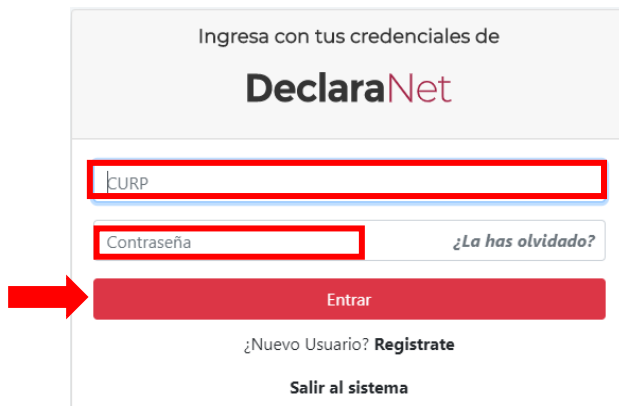 Ingresa con tus credenciales de
DeclaraNet
CURP
Contraseña ¿La has olvidado?
Entrar
¿Nuevo Usuario? Registrate
Salir al sistema